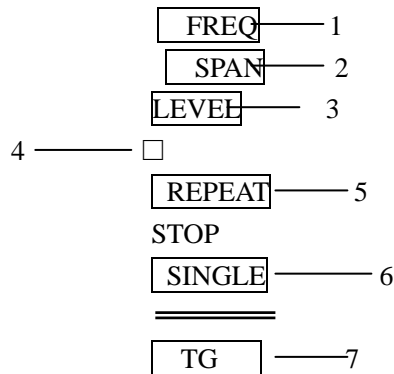 FREQ 1
SPAN 2
LEVEL 3
4 □
REPEAT 5
STOP
SINGLE 6
TG 7